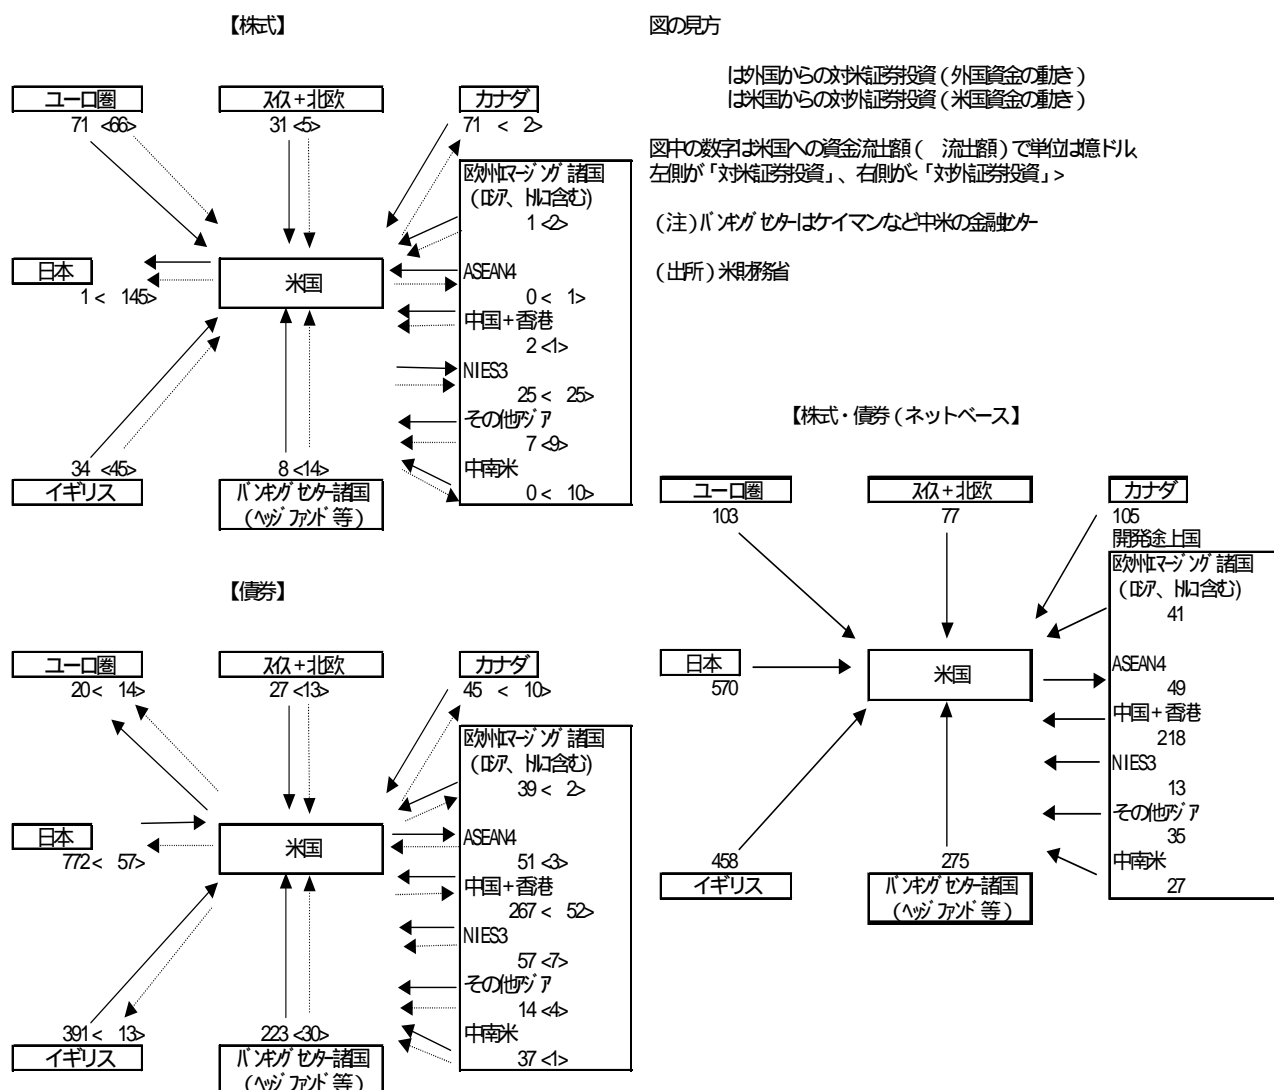 【株式】
ユーロ圏
71 <66>
スイス+北欧
31 <5>
カナダ
71 < 2>
欧州エマージング諸国
(ロシア、トルコ含む)
1 <2>
ASEAN4
0 < 1>
中国+香港
2 <1>
NIES3
25 < 25>
その他アジア
7 <9>
中南米
0 < 10>
日本
1 < 145>
米国
34 <45>
イギリス
8 <14>
バンキングセンター諸国
(ヘッジファンド等)
図の見方
は外国からの対米証券投資(外国資金の動き)
は米国からの対外証券投資(米国資金の動き)
図中の数字は米国への資金流出額( 流出額)で単位は億ドル、
左側が「対米証券投資」、右側が<「対外証券投資」>
(注)バンキングセンターはケイマンなど中米の金融センター
(出所)米財務省
【債券】
ユーロ圏
20 < 14>
スイス+北欧
27 <13>
カナダ
45 < 10>
欧州エマージング諸国
(ロシア、トルコ含む)
39 < 2>
ASEAN4
51 <3>
中国+香港
267 < 52>
NIES3
57 <7>
その他アジア
14 <4>
中南米
37 <1>
日本
772 < 57>
米国
391 < 13>
イギリス
223 <30>
バンキングセンター諸国
(ヘッジファンド等)
【株式・債券(ネットベース】
ユーロ圏
103
スイス+北欧
77
カナダ
105
開発途上国
欧州エマージング諸国
(ロシア、トルコ含む)
41
ASEAN4
49
中国+香港
218
NIES3
13
その他アジア
35
中南米
27
日本
570
米国
458
イギリス
275
バンキングセンター諸国
(ヘッジファンド等)